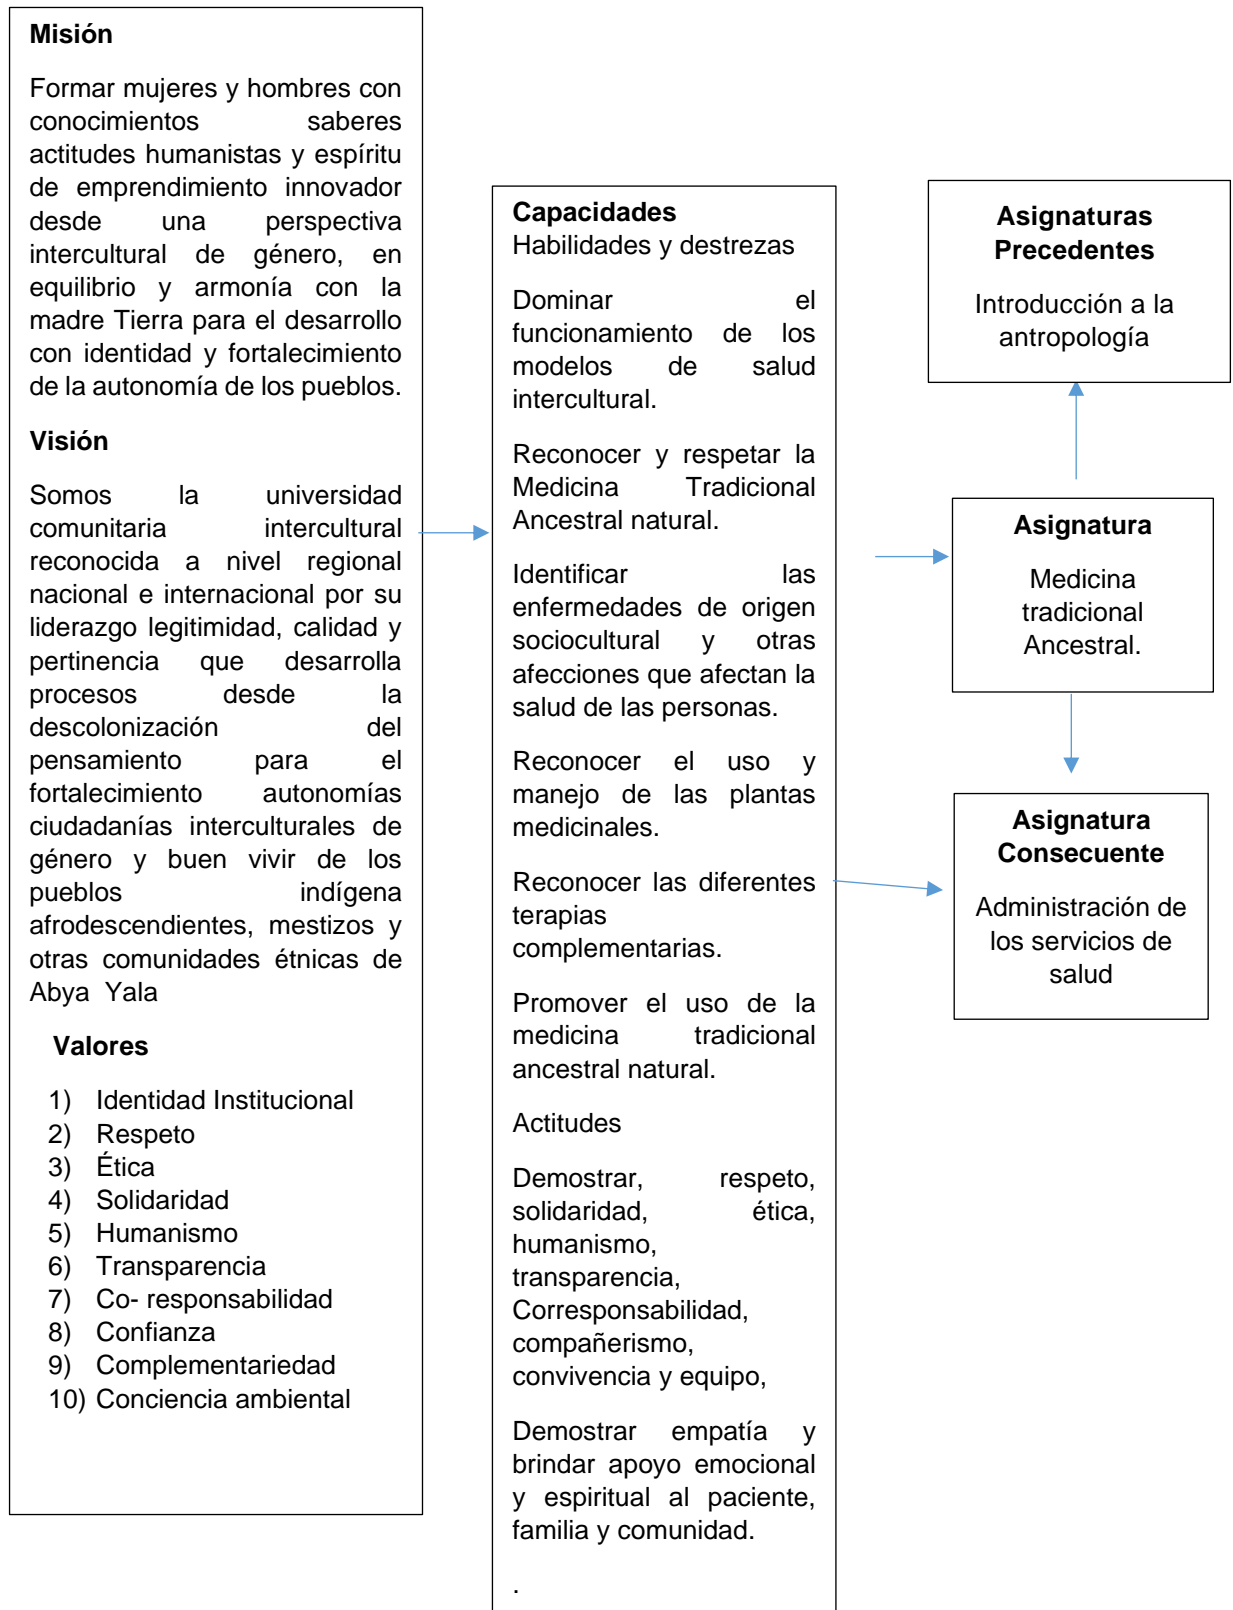 Misión
Formar mujeres y hombres con
conocimientos saberes
actitudes humanistas y espíritu
de emprendimiento innovador
desde una perspectiva
intercultural de género, en
equilibrio y armonía con la
madre Tierra para el desarrollo
con identidad y fortalecimiento
de la autonomía de los pueblos.
Visión
Somos la universidad
comunitaria intercultural
reconocida a nivel regional
nacional e internacional por su
liderazgo legitimidad, calidad y
pertinencia que desarrolla
procesos desde la
descolonización del
pensamiento para el
fortalecimiento autonomías
ciudadanías interculturales de
género y buen vivir de los
pueblos indígena
afrodescendientes, mestizos y
otras comunidades étnicas de
Abya Yala
Valores
1) Identidad Institucional
2) Respeto
3) Ética
4) Solidaridad
5) Humanismo
6) Transparencia
7) Co- responsabilidad
8) Confianza
9) Complementariedad
10) Conciencia ambiental
Capacidades
Habilidades y destrezas
Dominar el
funcionamiento de los
modelos de salud
intercultural.
Reconocer y respetar la
Medicina Tradicional
Ancestral natural.
Identificar las
enfermedades de origen
sociocultural y otras
afecciones que afectan la
salud de las personas.
Reconocer el uso y
manejo de las plantas
medicinales.
Reconocer las diferentes
terapias
complementarias.
Promover el uso de la
medicina tradicional
ancestral natural.
Actitudes
Demostrar, respeto,
solidaridad, ética,
humanismo,
transparencia,
Corresponsabilidad,
compañerismo,
convivencia y equipo,
Demostrar empatía y
brindar apoyo emocional
y espiritual al paciente,
familia y comunidad.
.
Asignaturas
Precedentes
Introducción a la
antropología
Asignatura
Medicina
tradicional
Ancestral.
Asignatura
Consecuente
Administración de
los servicios de
salud